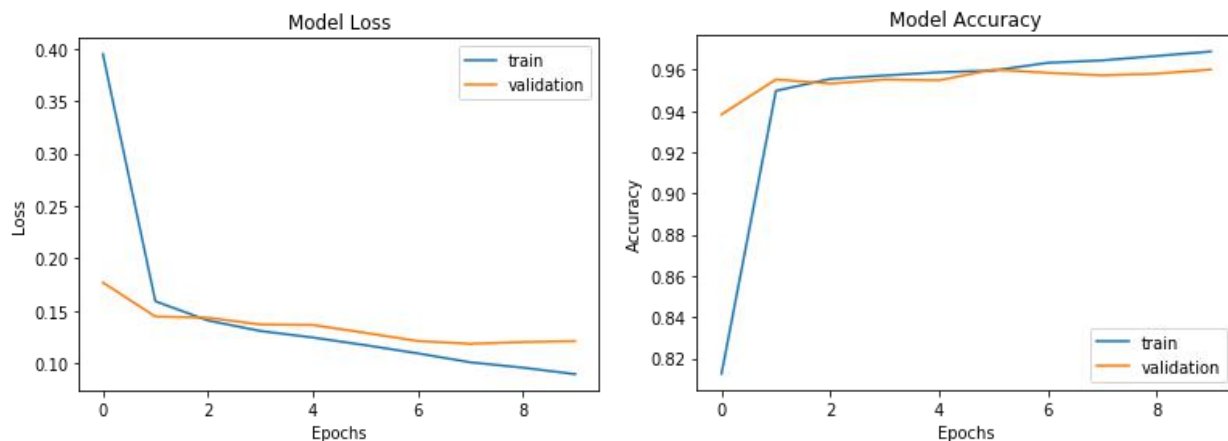 Model Loss
0.40
0.35
0.30
0.25
0.20
0.15
0.10
Loss
0 2 4 6 8
Epochs
train
validation
Model Accuracy
0.96
0.94
0.92
0.90
0.88
0.86
0.84
0.82
Accuracy
0 2 4 6 8
Epochs
train
validation